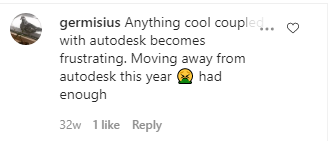 germisius Anything cool coupled
with autodesk becomes
frustrating. Moving away from
autodesk this year 🤮 had
enough
32w 1 like Reply